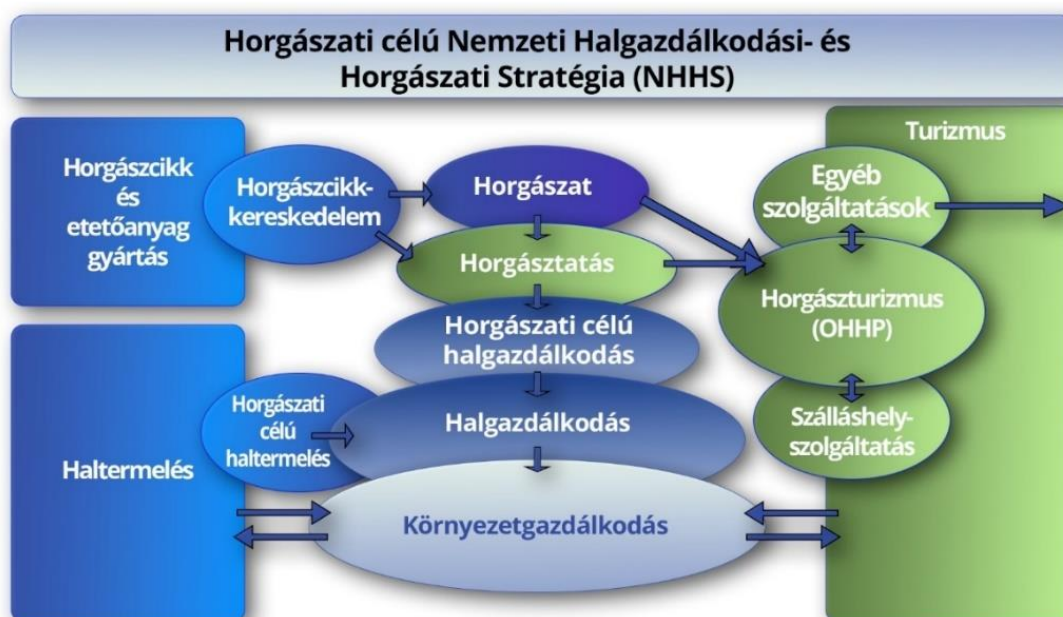 Horgászati célú Nemzeti Halgazdálkodási- és
Horgászati Stratégia (NHHS)
Horgászcikk
és
etetőanyag
gyártás
Horgászcikk-
kereskedelem
Horgászat
Horgásztatás
Horgászati célú
halgazdálkodás
Halgazdálkodás
Környezetgazdálkodás
Haltermelés
Horgászati
célú
haltermelés
Turizmus
Egyéb
szolgáltatások
Horgászturizmus
(OHHP)
Szálláshely-
szolgáltatás